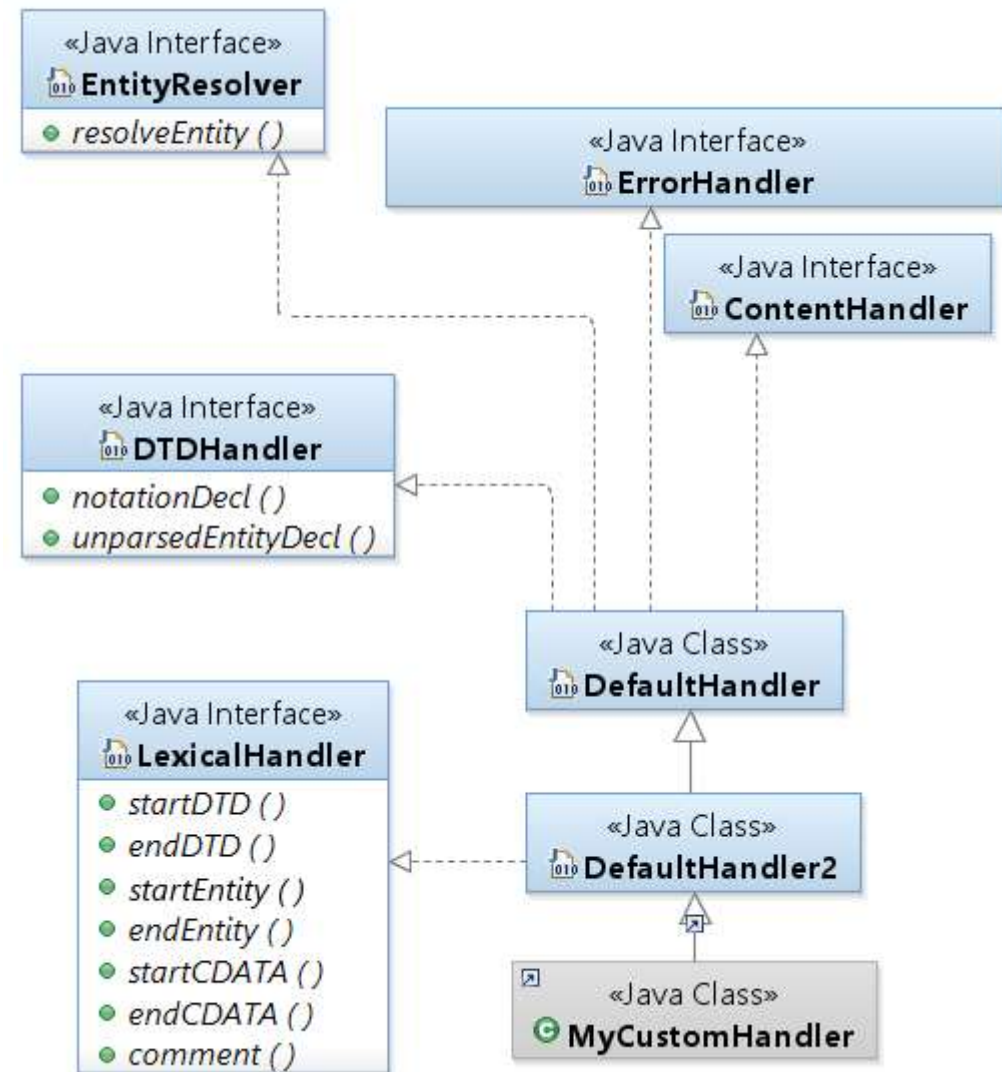 «Java Interface»
EntityResolver
resolveEntity ( )
«Java Interface»
ErrorHandler
«Java Interface»
ContentHandler
«Java Interface»
DTDHandler
notationDecl ( )
unparsedEntityDecl ( )
«Java Class»
DefaultHandler
«Java Interface»
LexicalHandler
startDTD ( )
endDTD ( )
startEntity ( )
endEntity ( )
startCDATA ( )
endCDATA ( )
comment ( )
«Java Class»
DefaultHandler2
«Java Class»
MyCustomHandler